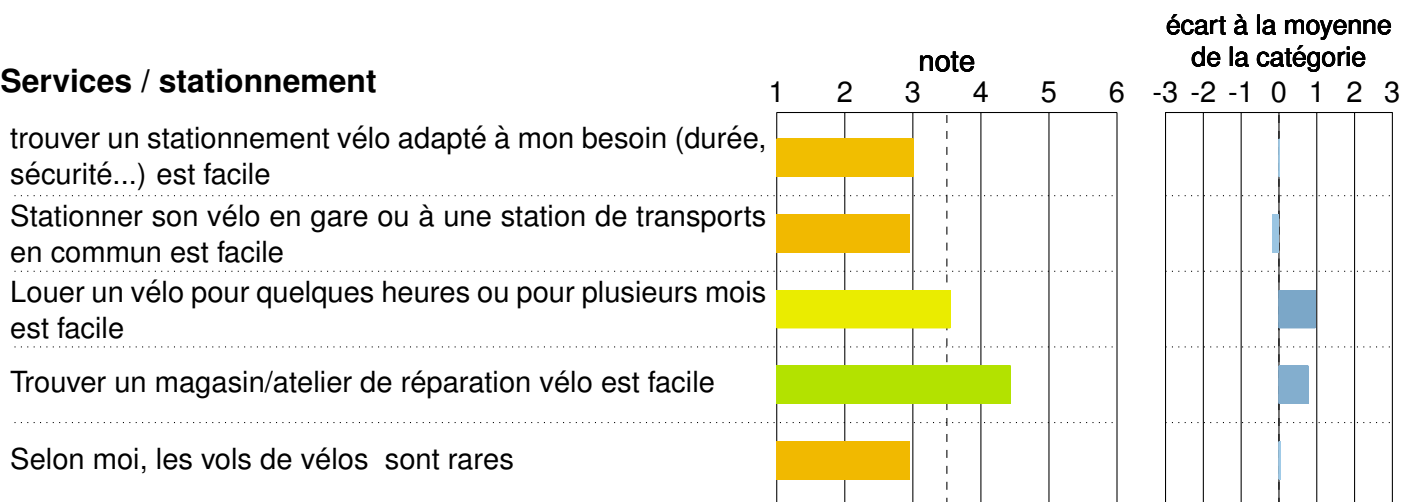 écart à la moyenne
note de la catégorie
Services / stationnement
1 2 3 4 5 6 -3 -2 -1 0 1 2 3
trouver un stationnement vélo adapté à mon besoin (durée,
sécurité...) est facile
Stationner son vélo en gare ou à une station de transports
en commun est facile
Louer un vélo pour quelques heures ou pour plusieurs mois
est facile
Trouver un magasin/atelier de réparation vélo est facile
Selon moi, les vols de vélos sont rares